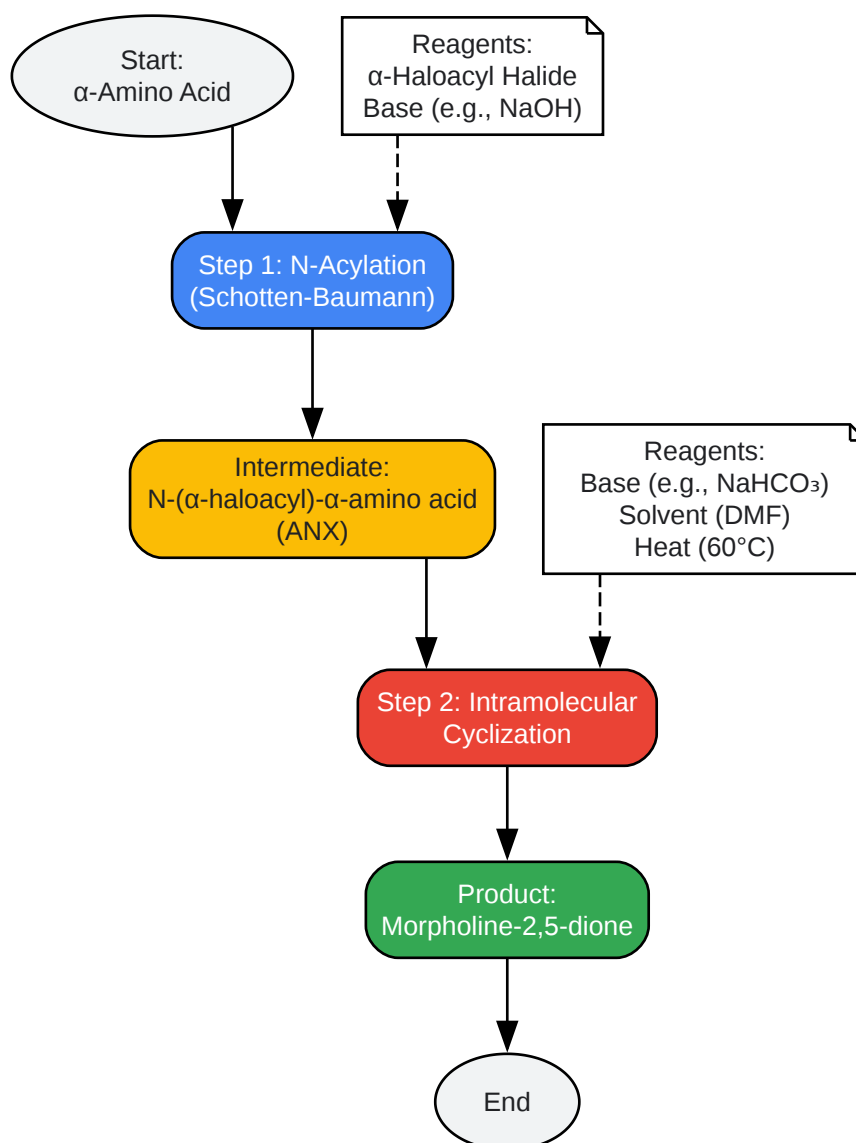 Start:
α-Amino Acid
Reagents:
α-Haloacyl Halide
Base (e.g., NaOH)
Step 1: N-Acylation
(Schotten-Baumann)
Intermediate:
N-(α-haloacyl)-α-amino acid
(ANX)
Reagents:
Base (e.g., NaHCO₃)
Solvent (DMF)
Heat (60°C)
Step 2: Intramolecular
Cyclization
Product:
Morpholine-2,5-dione
End